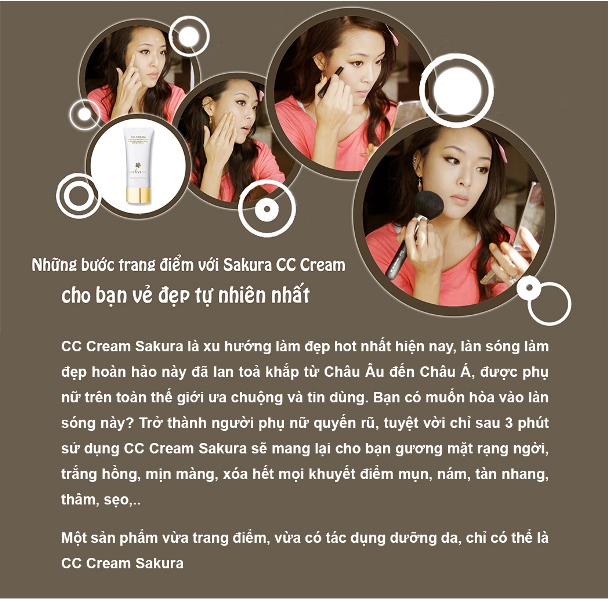 Những bước trang điểm với Sakura CC Cream
cho bạn vẻ đẹp tự nhiên nhất
CC Cream Sakura là xu hướng làm đẹp hot nhất hiện nay, làn sóng làm
đẹp hoàn hảo này đã lan toả khắp từ Châu Âu đến Châu Á, được phụ
nữ trên toàn thế giới ưa chuộng và tin dùng. Bạn có muốn hòa vào làn
sóng này? Trở thành người phụ nữ quyến rũ, tuyệt vời chỉ sau 3 phút
sử dụng CC Cream Sakura sẽ mang lại cho bạn gương mặt rạng ngời,
trắng hồng, mịn màng, xóa hết mọi khuyết điểm mụn, nám, tàn nhang,
thâm, sẹo,..
Một sản phẩm vừa trang điểm, vừa có tác dụng dưỡng da, chỉ có thể là
CC Cream Sakura